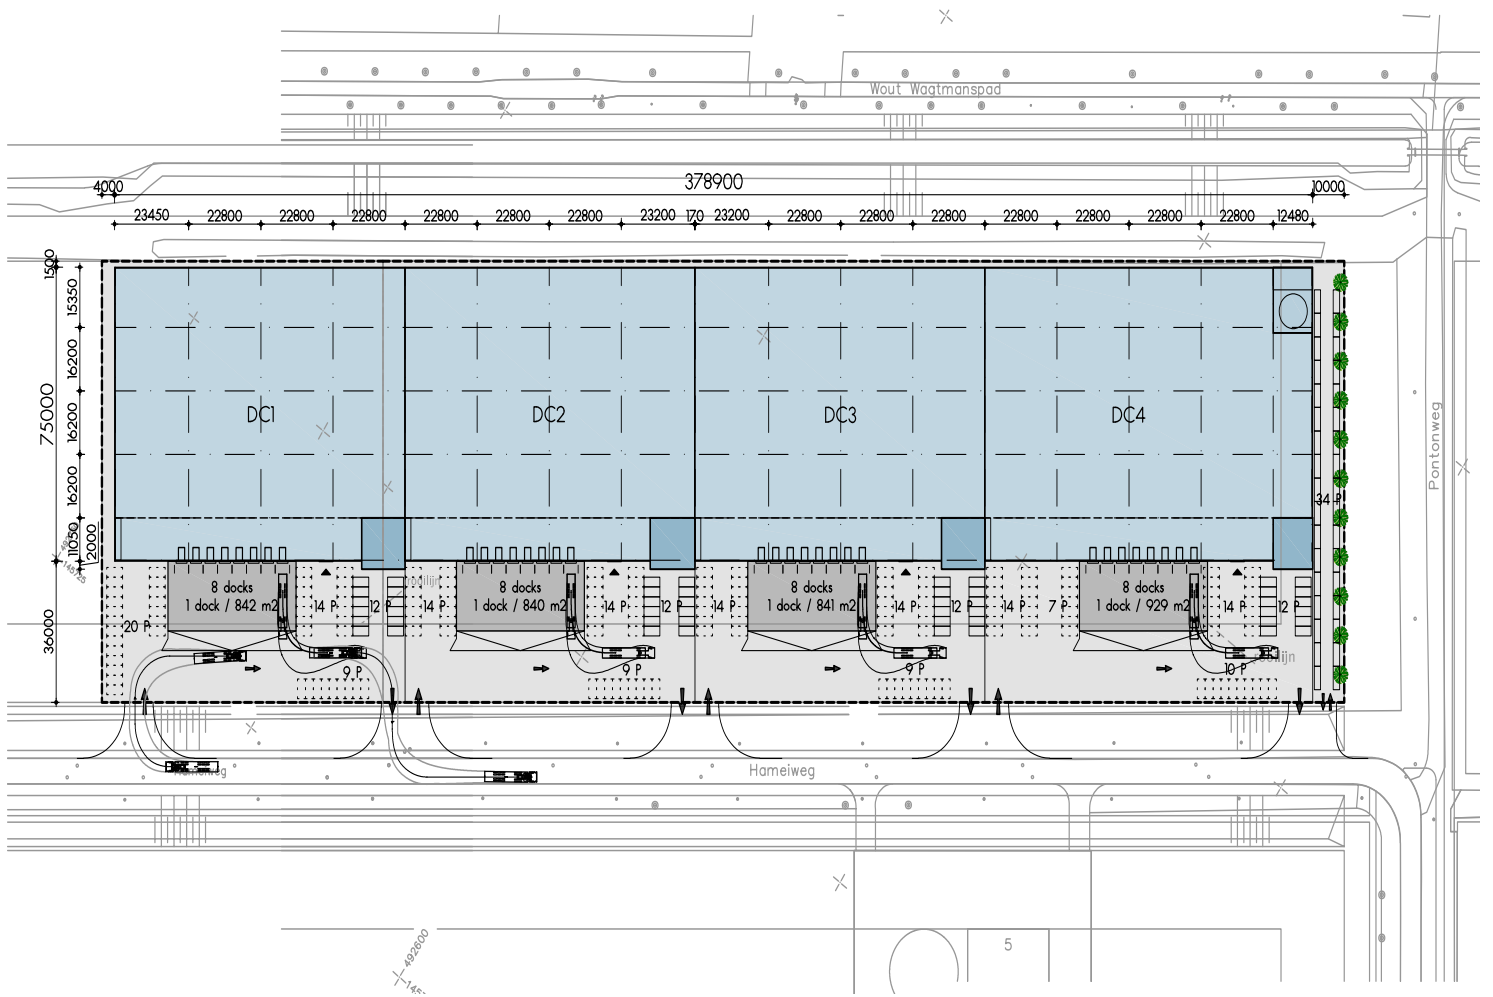 Wout Wagtmanspad
4000
378900
10000
23450 22800 22800 22800 22800 22800 22800 23200 170 23200 22800 22800 22800 22800 22800 22800 22800 12480
1500
15350
16200
75000
16200
16200
11050
2000
36000
DC1
DC2
DC3
DC4
34 P
Pontonweg
8 docks
1 dock / 842 m2
8 docks
1 dock / 840 m2
8 docks
1 dock / 841 m2
8 docks
1 dock / 929 m2
20 P
14 P
12 P
14 P
14 P
12 P
14 P
14 P
12 P
14 P
7 P
14 P
12 P
rooilijn
rooilijn
9 P
9 P
9 P
10 P
Hameiweg
Hameiweg
5
492600